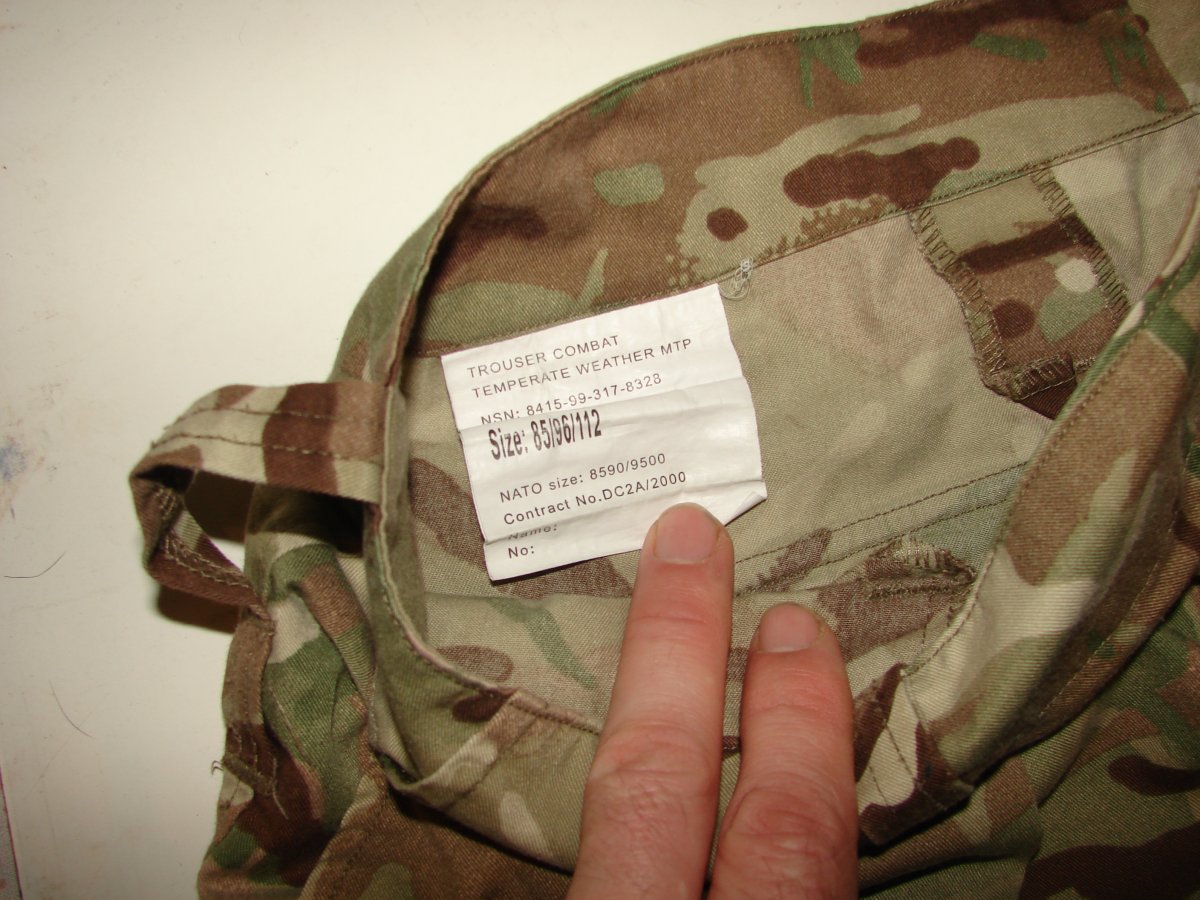 TROUSER COMBAT
TEMPERATE WEATHER MTP
NSN: 8415-99-317-8328
Size: 85/96/112
NATO size: 8590/9500
Contract No.DC2A/2000
Name:
No: